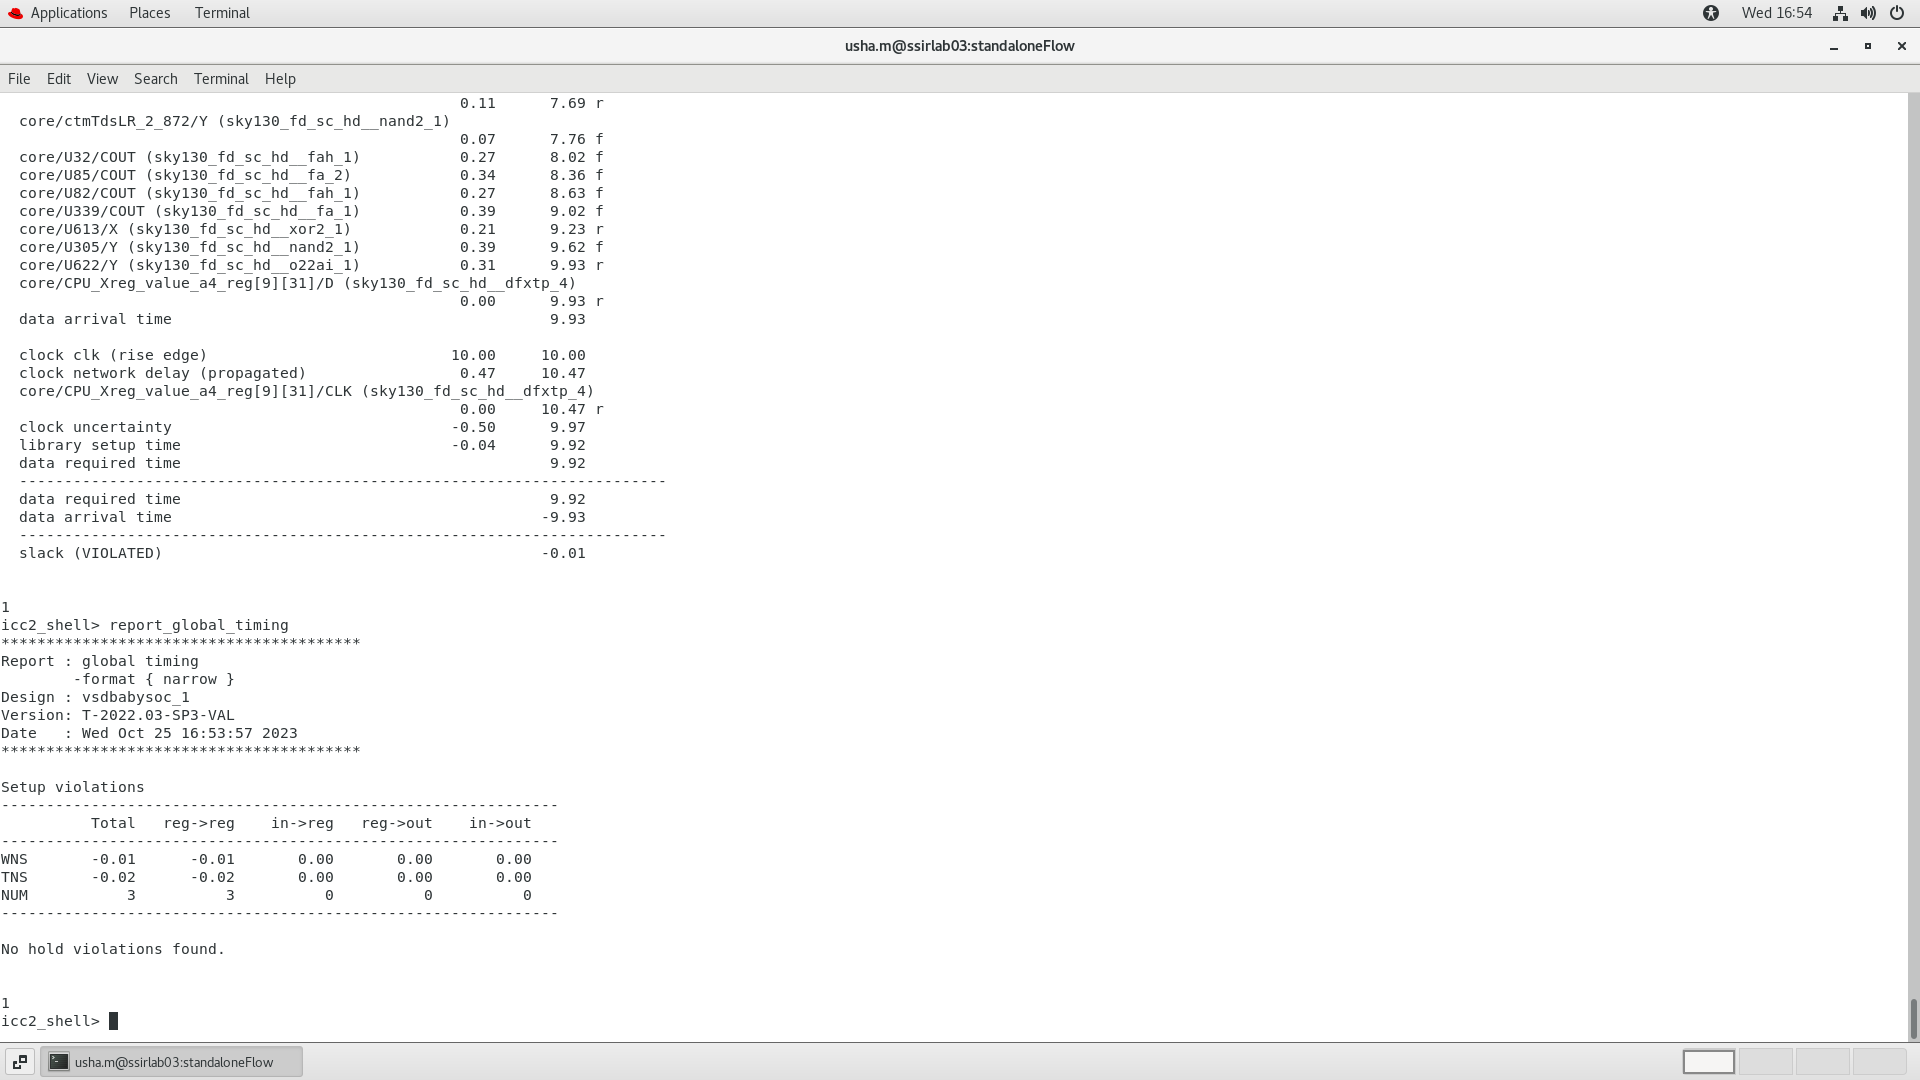 Applications Places Terminal Wed 16:54
usha.m@ssirlab03:standaloneFlow
File Edit View Search Terminal Help
0.11 7.69 r
core/ctmTdsLR_2_872/Y (sky130_fd_sc_hd__nand2_1)
0.07 7.76 f
core/U32/COUT (sky130_fd_sc_hd__fah_1) 0.27 8.02 f
core/U85/COUT (sky130_fd_sc_hd__fa_2) 0.34 8.36 f
core/U82/COUT (sky130_fd_sc_hd__fah_1) 0.27 8.63 f
core/U339/COUT (sky130_fd_sc_hd__fa_1) 0.39 9.02 f
core/U613/X (sky130_fd_sc_hd__xor2_1) 0.21 9.23 r
core/U305/Y (sky130_fd_sc_hd__nand2_1) 0.39 9.62 f
core/U622/Y (sky130_fd_sc_hd__o22ai_1) 0.31 9.93 r
core/CPU_Xreg_value_a4_reg[9][31]/D (sky130_fd_sc_hd__dfxtp_4)
0.00 9.93 r
data arrival time 9.93
clock clk (rise edge) 10.00 10.00
clock network delay (propagated) 0.47 10.47
core/CPU_Xreg_value_a4_reg[9][31]/CLK (sky130_fd_sc_hd__dfxtp_4)
0.00 10.47 r
clock uncertainty -0.50 9.97
library setup time -0.04 9.92
data required time 9.92
------------------------------------------------------------------------
data required time 9.92
data arrival time -9.93
------------------------------------------------------------------------
slack (VIOLATED) -0.01
1
icc2_shell> report_global_timing
****************************************
Report : global timing
-format { narrow }
Design : vsdbabysoc_1
Version: T-2022.03-SP3-VAL
Date : Wed Oct 25 16:53:57 2023
****************************************
Setup violations
--------------------------------------------------------------
Total reg->reg in->reg reg->out in->out
--------------------------------------------------------------
WNS -0.01 -0.01 0.00 0.00 0.00
TNS -0.02 -0.02 0.00 0.00 0.00
NUM 3 3 0 0 0
--------------------------------------------------------------
No hold violations found.
1
icc2_shell>
usha.m@ssirlab03:standaloneFlow